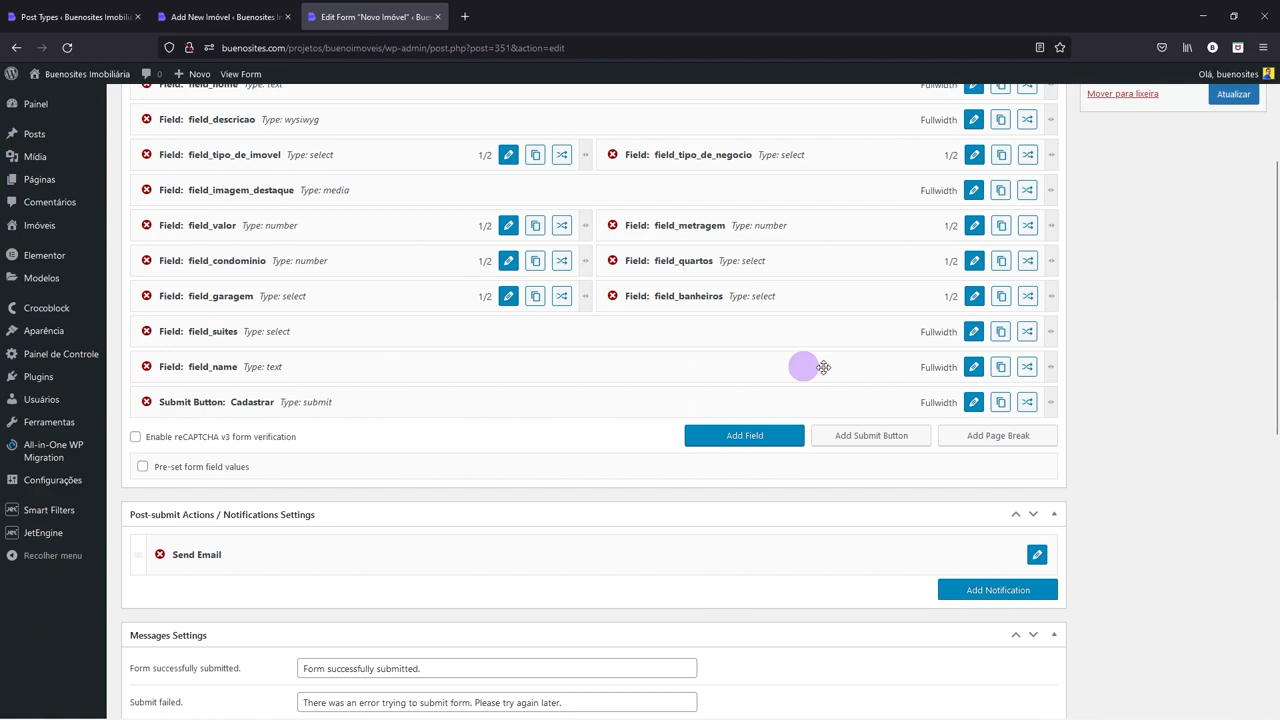 Post Types ‹ Buenosites Imobiliá
Add New Imóvel ‹ Buenosites I
Edit Form "Novo Imóvel" ‹ Bue
buenosites.com/projetos/buenoimoveis/wp-admin/post.php?post=351&action=edit
Buenosites Imobiliária 0 Novo View Form Olá, buenosites
Painel
Posts
Mídia
Páginas
Comentários
Imóveis
Elementor
Modelos
Crocoblock
Aparência
Painel de Controle
Plugins
Usuários
Ferramentas
All-in-One WP
Migration
Configurações
Smart Filters
JetEngine
Recolher menu
Field: field_nome Type: text Fullwidth
Field: field_descricao Type: wysiwyg Fullwidth
Field: field_tipo_de_imovel Type: select 1/2
Field: field_tipo_de_negocio Type: select 1/2
Field: field_imagem_destaque Type: media Fullwidth
Field: field_valor Type: number 1/2
Field: field_metragem Type: number 1/2
Field: field_condominio Type: number 1/2
Field: field_quartos Type: select 1/2
Field: field_garagem Type: select 1/2
Field: field_banheiros Type: select 1/2
Field: field_suites Type: select Fullwidth
Field: field_name Type: text Fullwidth
Submit Button: Cadastrar Type: submit Fullwidth
Enable reCAPTCHA v3 form verification
Add Field
Add Submit Button
Add Page Break
Pre-set form field values
Post-submit Actions / Notifications Settings
Send Email
Add Notification
Messages Settings
Form successfully submitted. Form successfully submitted.
Submit failed. There was an error trying to submit form. Please try again later.
Mover para lixeira
Atualizar